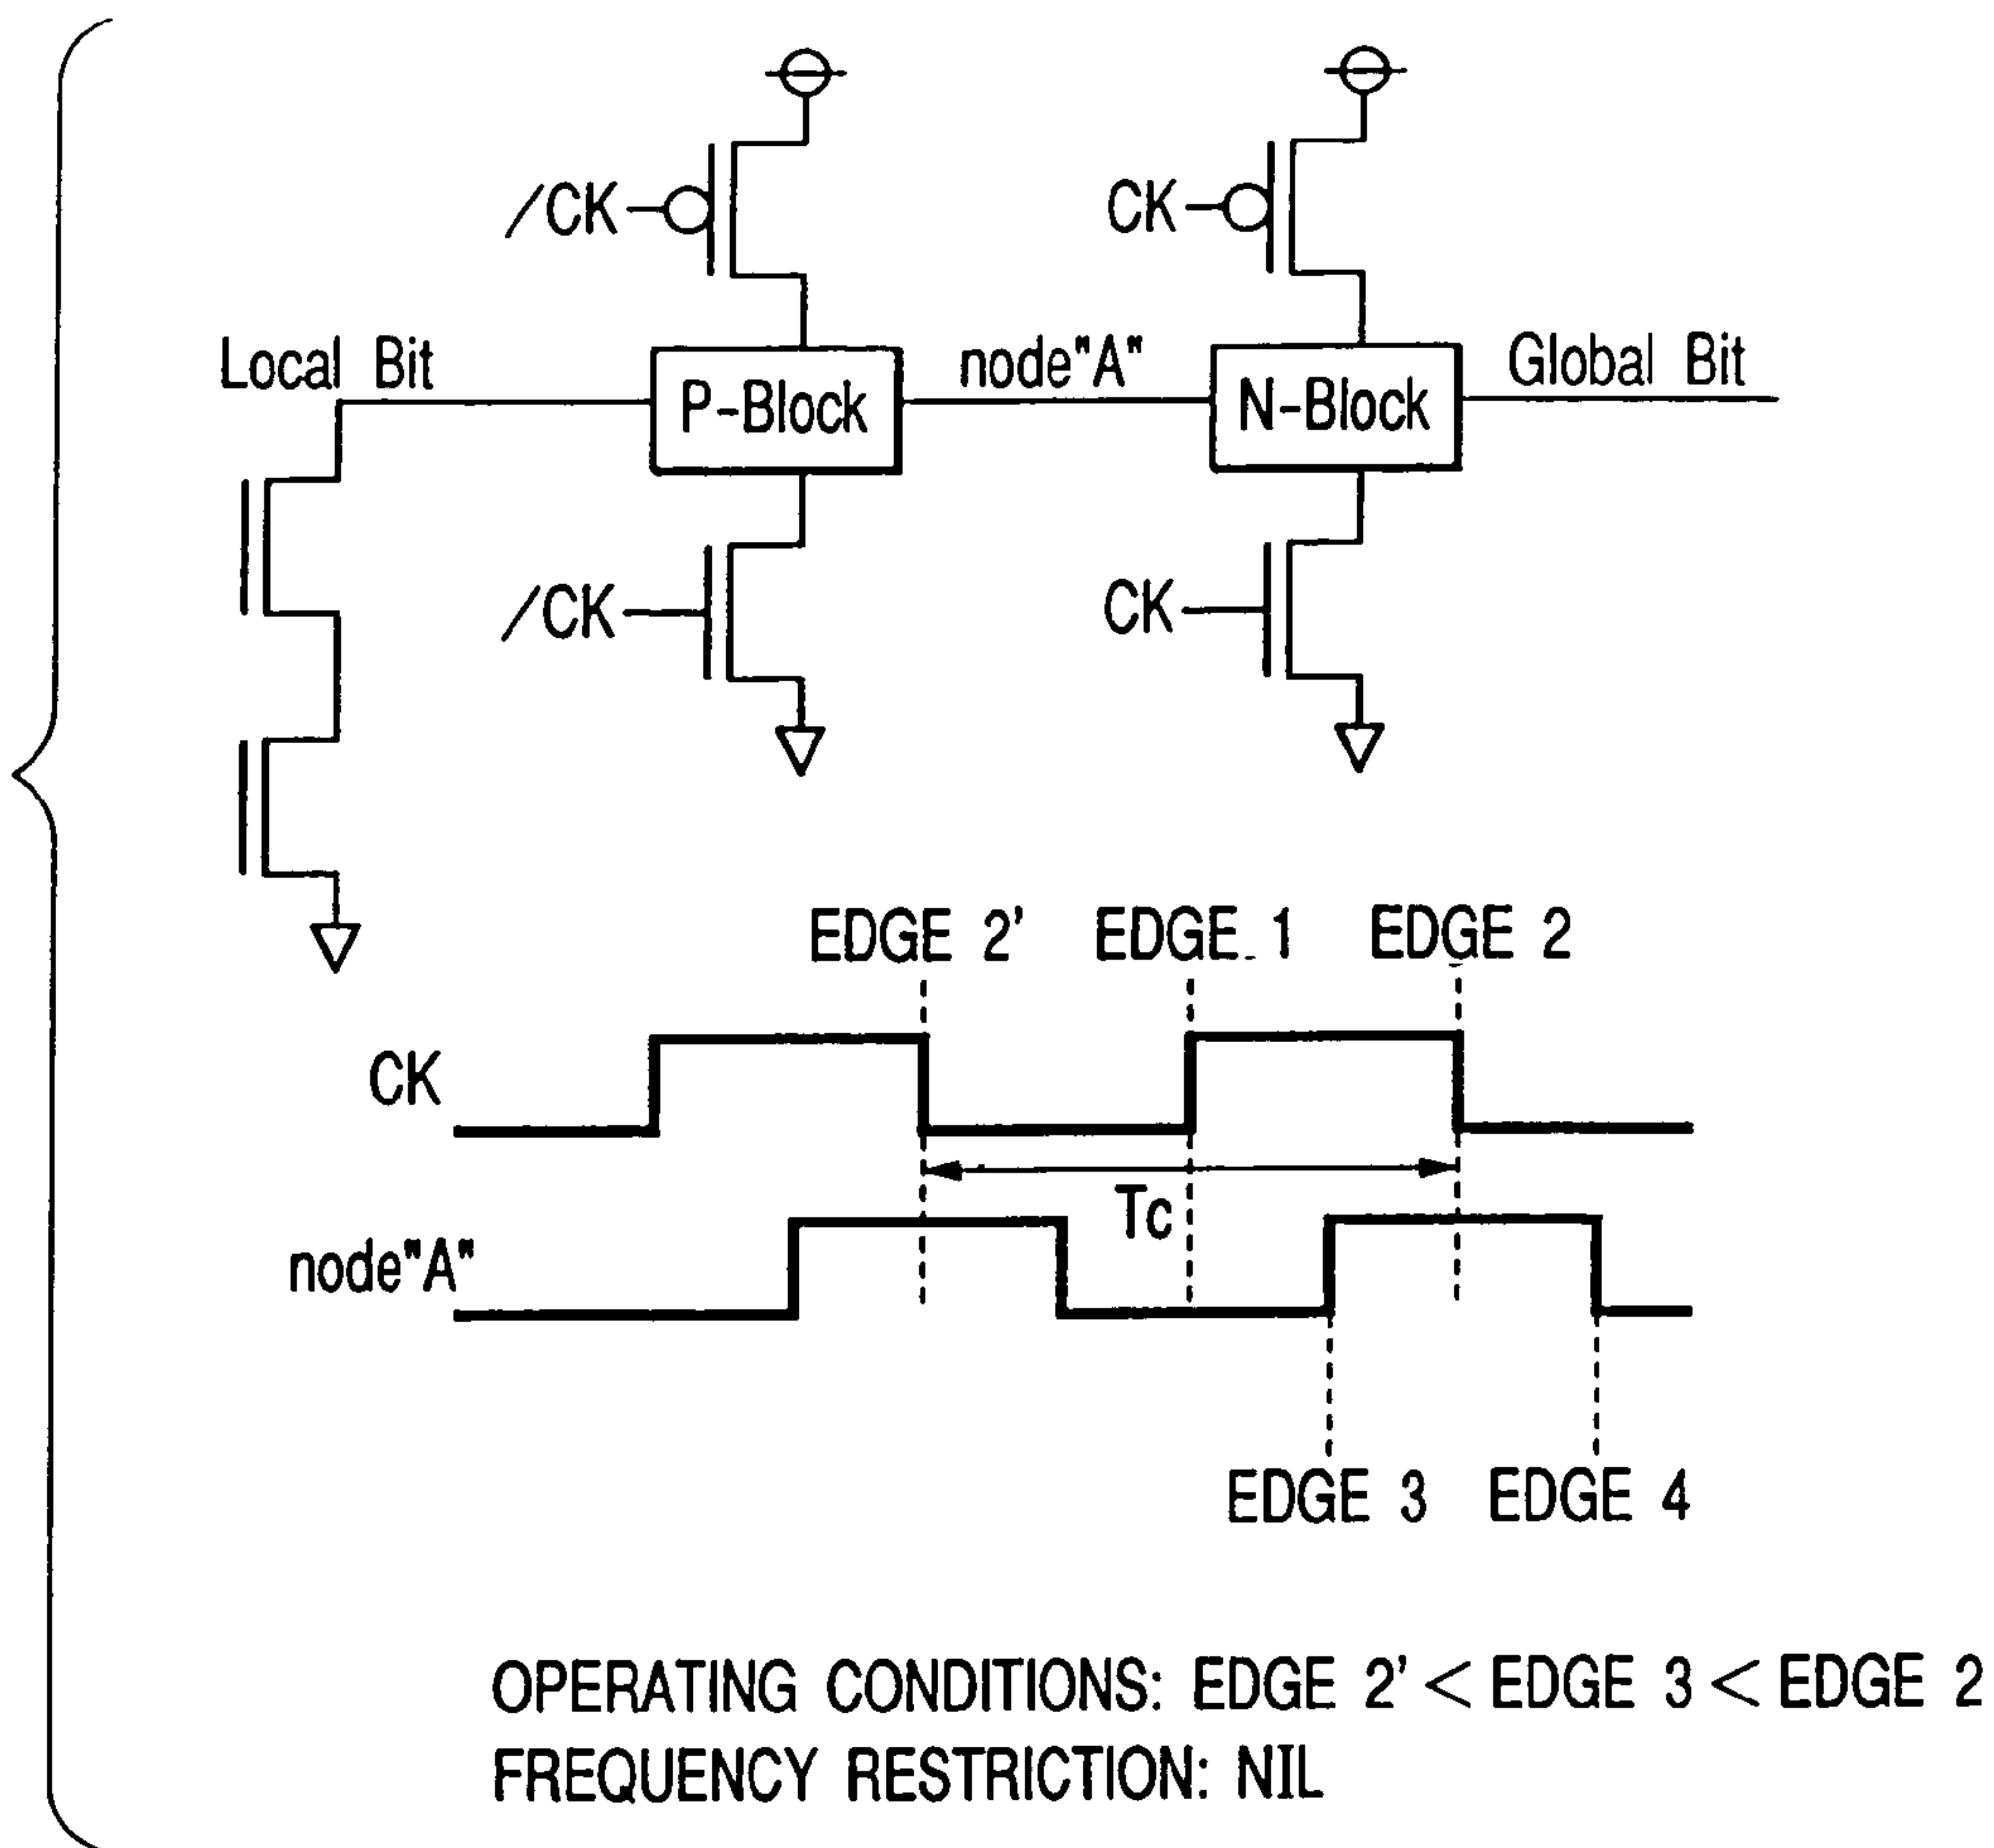 /CK
CK
Local Bit
P-Block
node"A"
N-Block
Global Bit
/CK
CK
EDGE 2'
EDGE 1
EDGE 2
CK
Tc
node"A"
EDGE 3
EDGE 4
OPERATING CONDITIONS: EDGE 2' < EDGE 3 < EDGE 2
FREQUENCY RESTRICTION: NIL